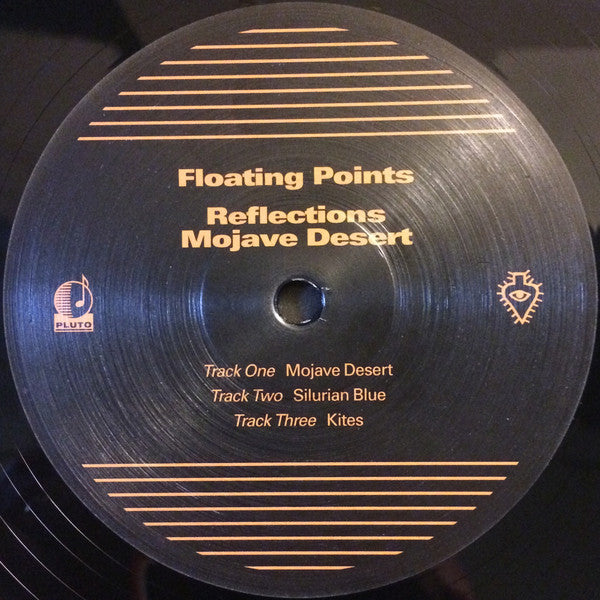 Floating Points
Reflections
Mojave Desert
PLUTO
Track One Mojave Desert
Track Two Silurian Blue
Track Three Kites